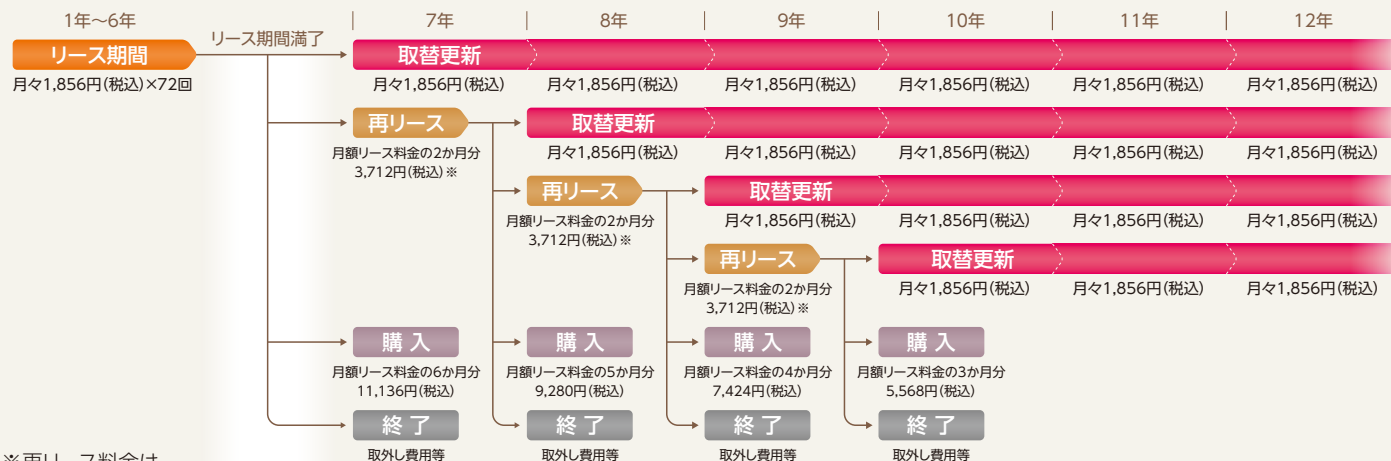 1年～6年
7年
8年
9年
10年
11年
12年
リース期間満了
リース期間
取替更新
月々1,856円(税込)×72回
月々1,856円(税込)
月々1,856円(税込)
月々1,856円(税込)
月々1,856円(税込)
月々1,856円(税込)
月々1,856円(税込)
再リース
取替更新
月額リース料金の2か月分
3,712円(税込)※
月々1,856円(税込)
月々1,856円(税込)
月々1,856円(税込)
月々1,856円(税込)
月々1,856円(税込)
再リース
取替更新
月額リース料金の2か月分
3,712円(税込)※
月々1,856円(税込)
月々1,856円(税込)
月々1,856円(税込)
月々1,856円(税込)
再リース
取替更新
月額リース料金の2か月分
3,712円(税込)※
月々1,856円(税込)
月々1,856円(税込)
月々1,856円(税込)
購入
購入
購入
購入
月額リース料金の6か月分
11,136円(税込)
月額リース料金の5か月分
9,280円(税込)
月額リース料金の4か月分
7,424円(税込)
月額リース料金の3か月分
5,568円(税込)
終了
終了
終了
終了
取外し費用等
取外し費用等
取外し費用等
取外し費用等
※再リース料金は